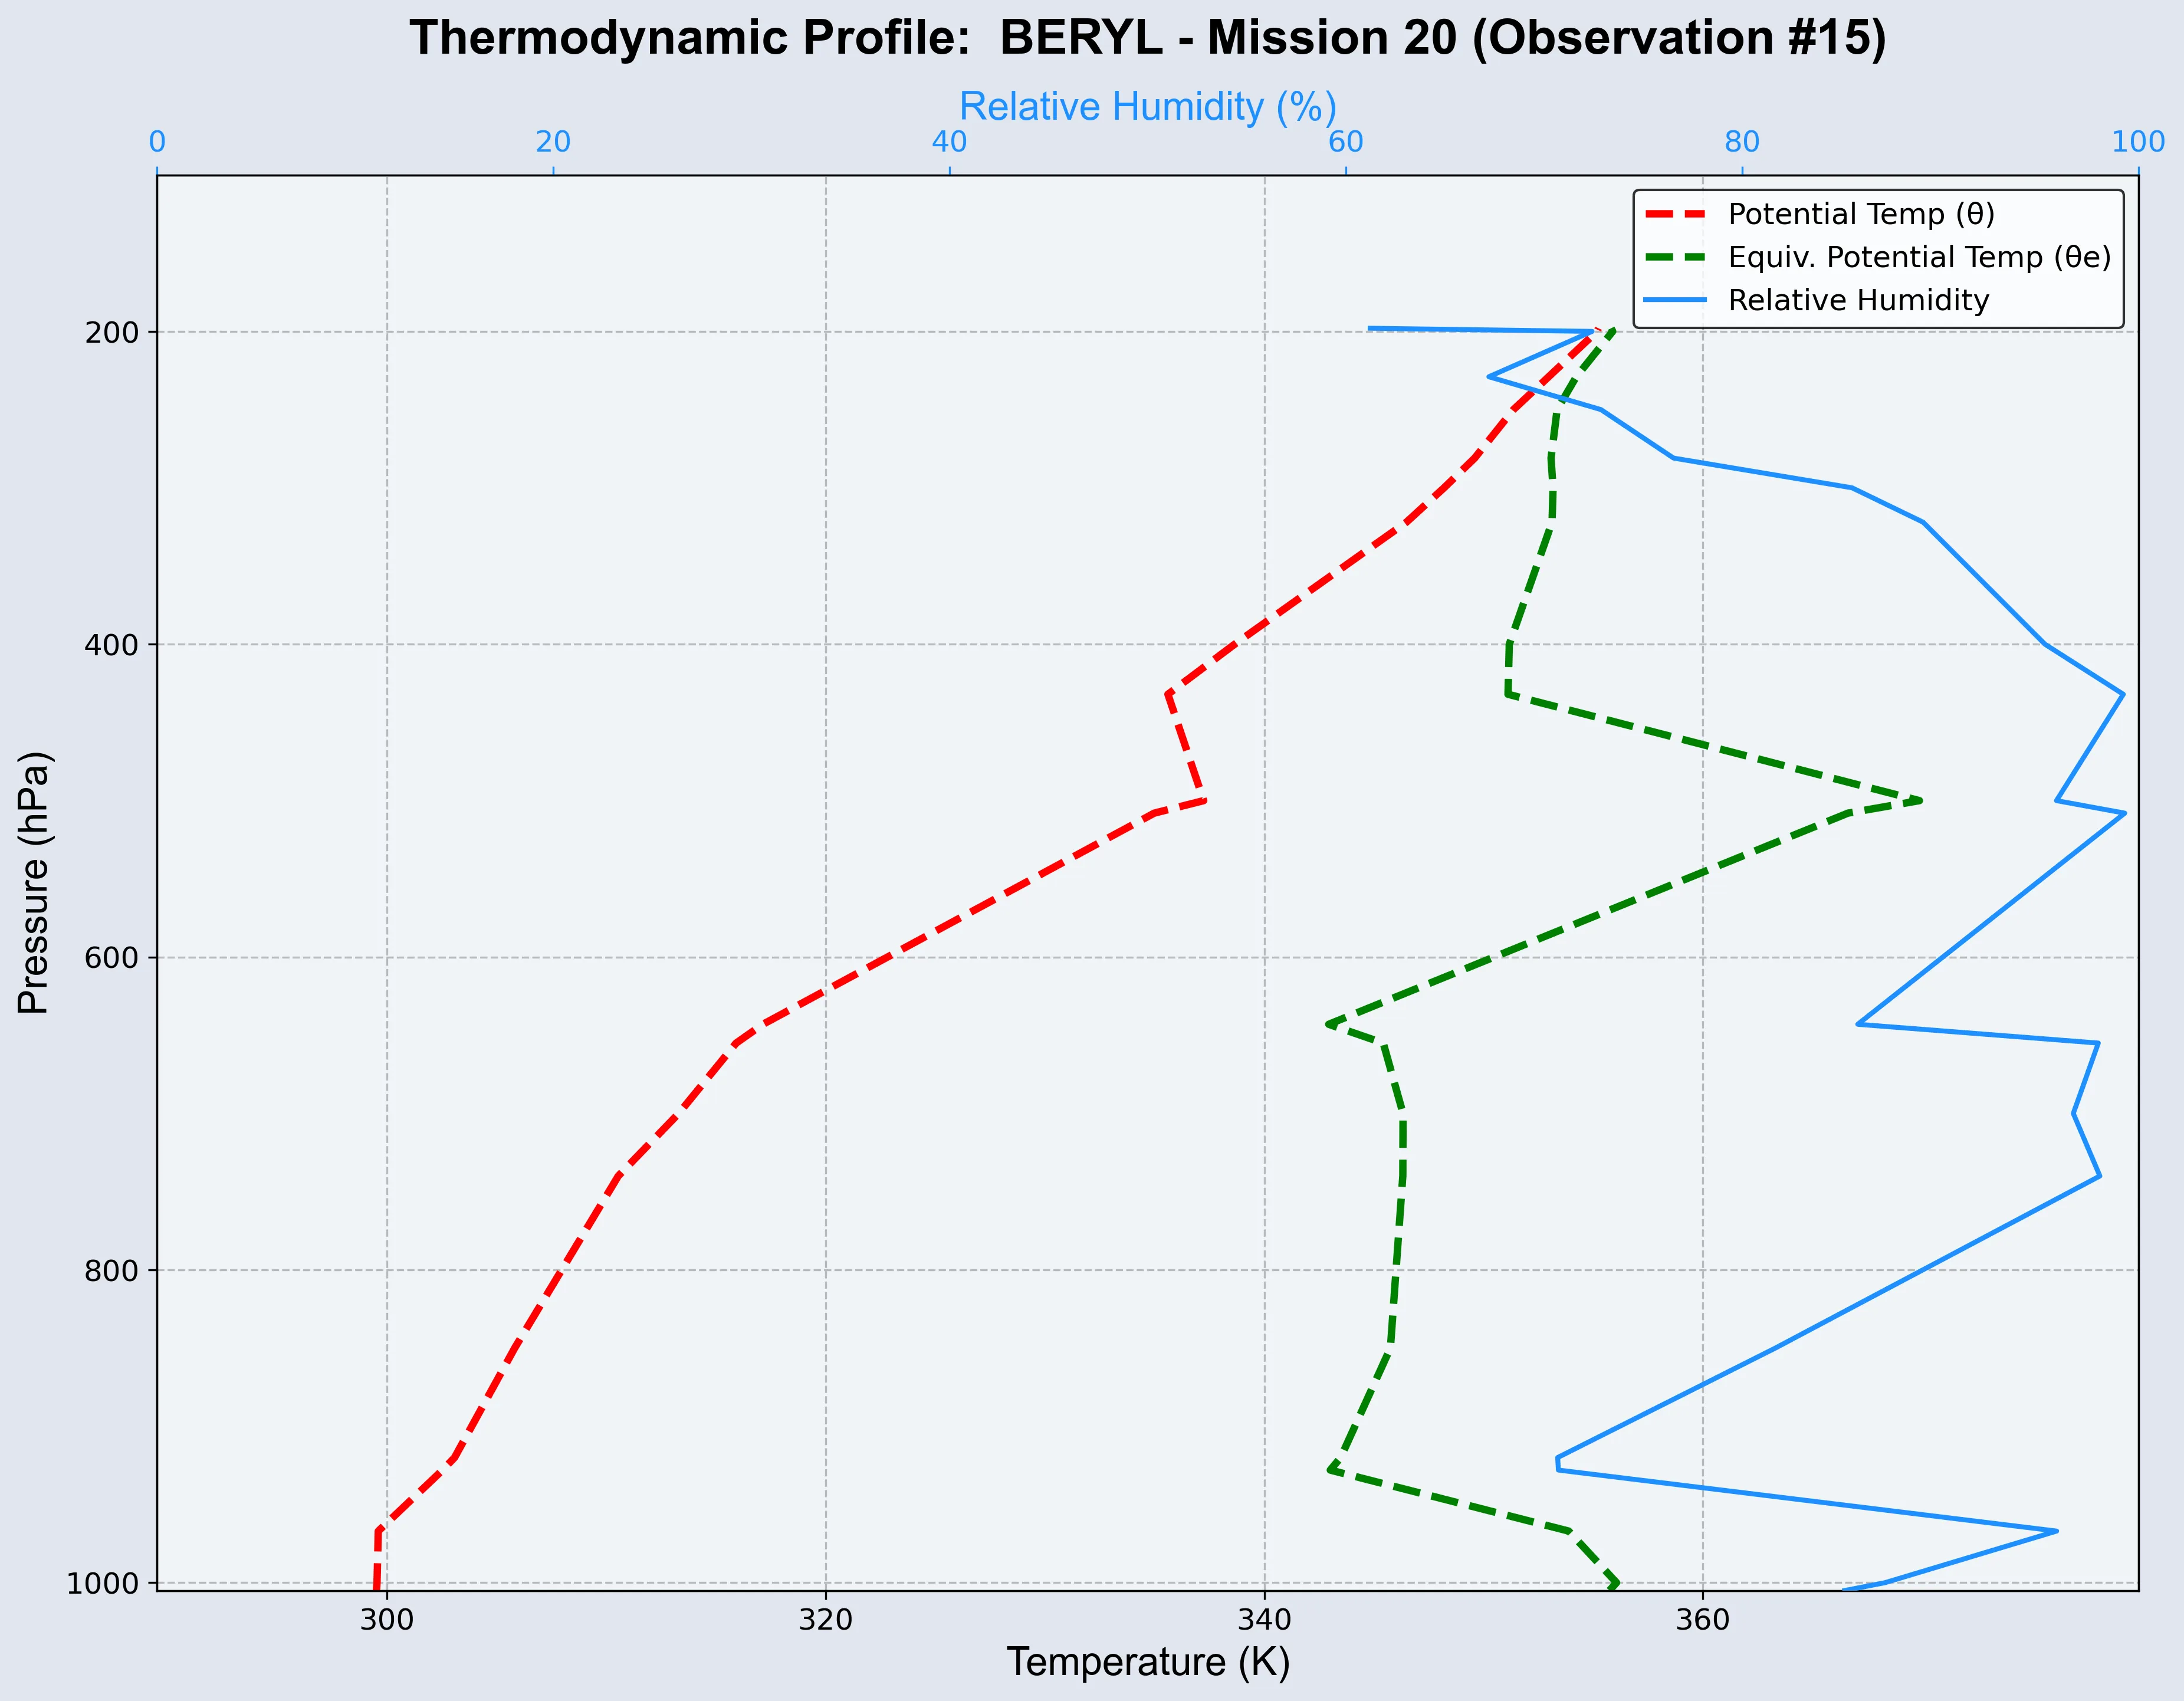 Thermodynamic Profile:  BERYL - Mission 20 (Observation #15)
Relative Humidity (%)
0 20 40 60 80 100
Potential Temp (θ)
Equiv. Potential Temp (θe)
Relative Humidity
200
400
600
800
1000
Pressure (hPa)
300 320 340 360
Temperature (K)